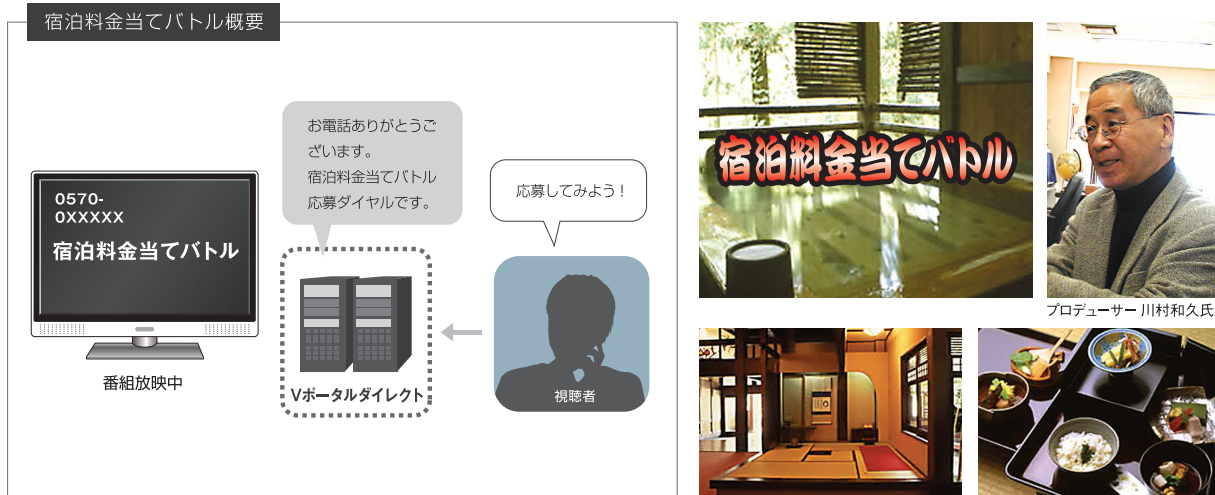 宿泊料金当てバトル概要
お電話ありがとうご
ざいます。
宿泊料金当てバトル
応募ダイヤルです。
応募してみよう！
0570-
0XXXXX
宿泊料金当てバトル
番組放映中
Vポータルダイレクト
視聴者
宿泊料金当てバトル
プロデューサー 川村和久氏